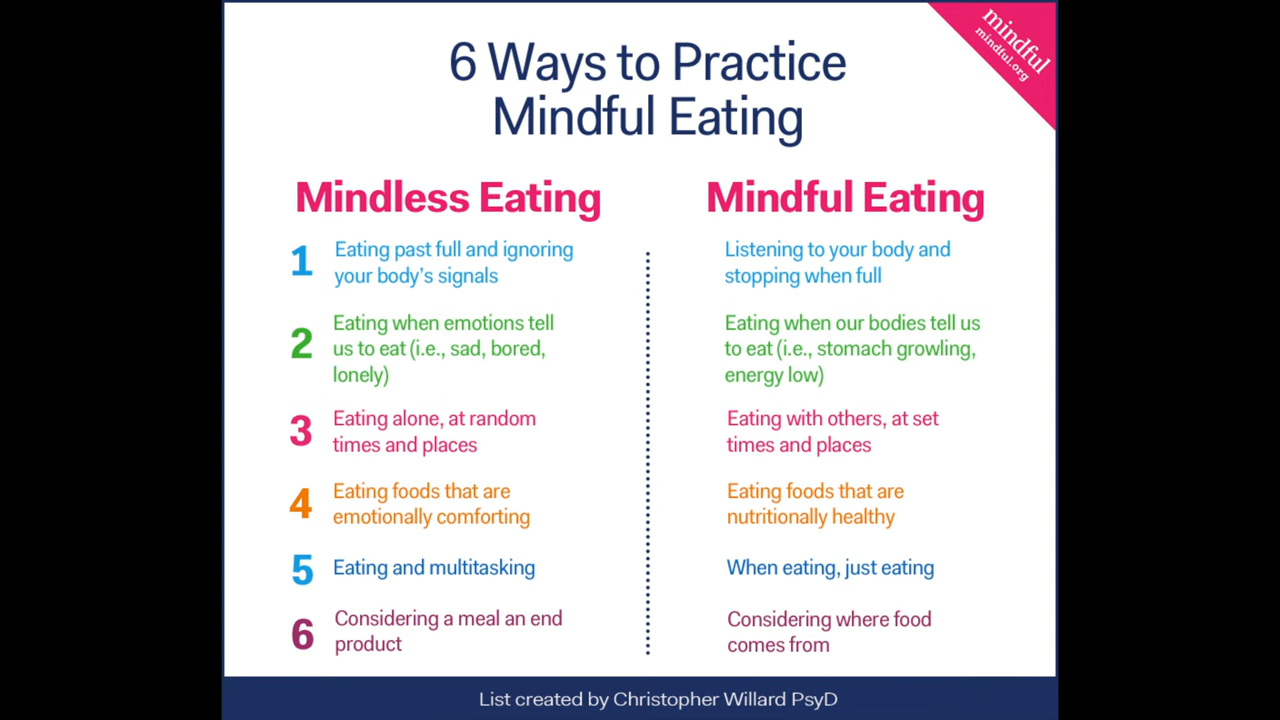 6 Ways to Practice
Mindful Eating
mindful
mindful.org
Mindless Eating
Mindful Eating
1
Eating past full and ignoring
your body's signals
Listening to your body and
stopping when full
2
Eating when emotions tell
us to eat (i.e., sad, bored,
lonely)
Eating when our bodies tell us
to eat (i.e., stomach growling,
energy low)
3
Eating alone, at random
times and places
Eating with others, at set
times and places
4
Eating foods that are
emotionally comforting
Eating foods that are
nutritionally healthy
5
Eating and multitasking
When eating, just eating
6
Considering a meal an end
product
Considering where food
comes from
List created by Christopher Willard PsyD